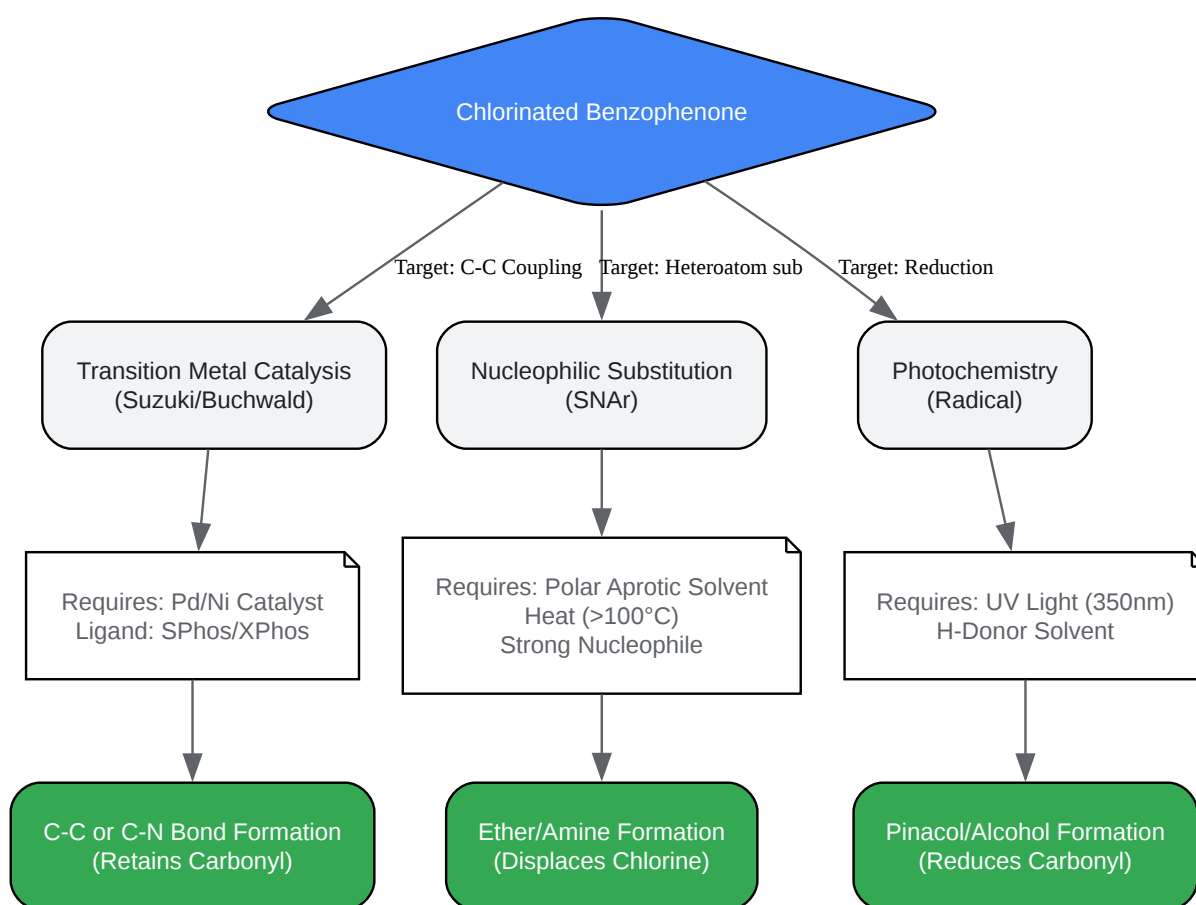 Chlorinated Benzophenone
Target: C-C Coupling
Target: Heteroatom sub
Target: Reduction
Transition Metal Catalysis
(Suzuki/Buchwald)
Nucleophilic Substitution
(SNAr)
Photochemistry
(Radical)
Requires: Pd/Ni Catalyst
Ligand: SPhos/XPhos
Requires: Polar Aprotic Solvent
Heat (>100°C)
Strong Nucleophile
Requires: UV Light (350nm)
H-Donor Solvent
C-C or C-N Bond Formation
(Retains Carbonyl)
Ether/Amine Formation
(Displaces Chlorine)
Pinacol/Alcohol Formation
(Reduces Carbonyl)